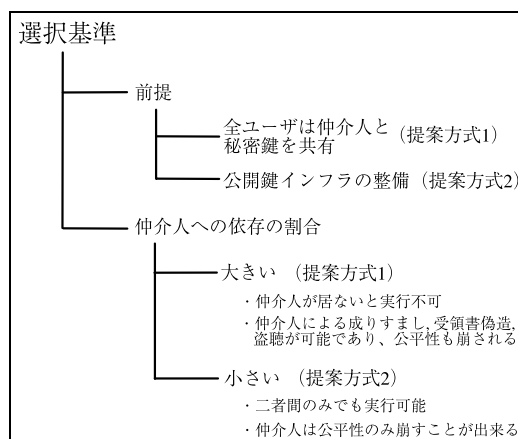 選択基準
前提
全ユーザは仲介人と
秘密鍵を共有 (提案方式1)
公開鍵インフラの整備 (提案方式2)
仲介人への依存の割合
大きい (提案方式1)
・仲介人が居ないと実行不可
・仲介人による成りすまし,受領書偽造,
盗聴が可能であり、公平性も崩される
小さい (提案方式2)
・二者間のみでも実行可能
・仲介人は公平性のみ崩すことが出来る